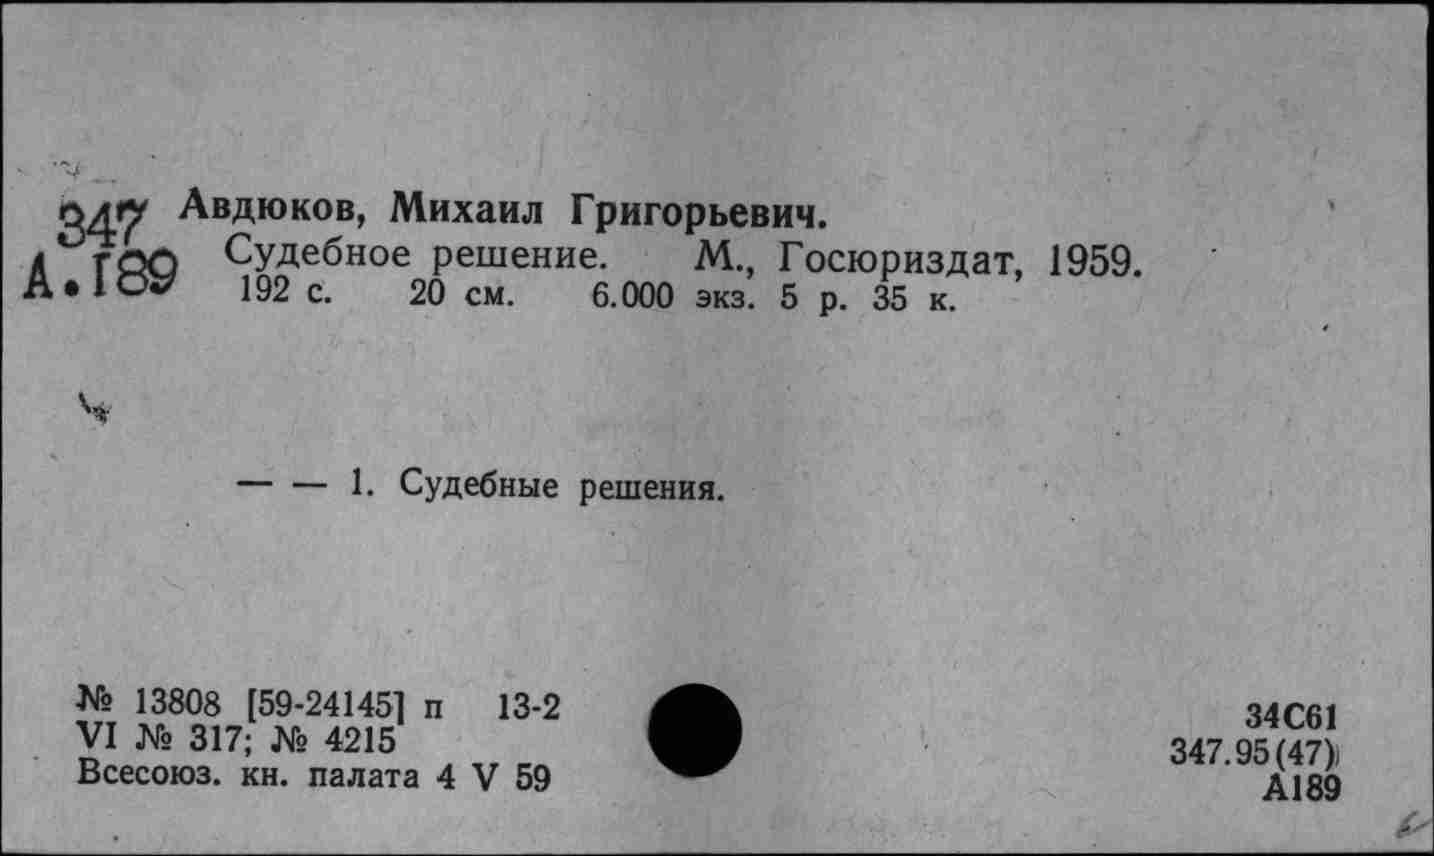 347
А.I89
Авдюков, Михаил Григорьевич.
Судебное решение. М., Госюриздат, 1959.
192 с. 20 см. 6.000 экз. 5 р. 35 к.
— — 1. Судебные решения.
№ 13808 [59-24145] п 13-2
VI № 317; № 4215
Всесоюз. кн. палата 4 V 59
34С61
347.95(47)
А189